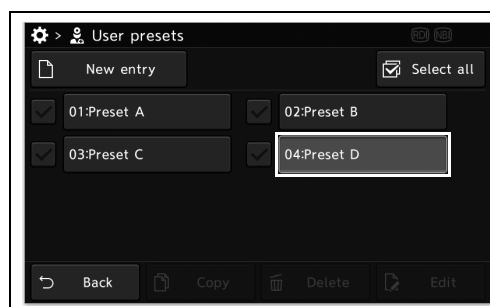 > User presets RDI NBI
New entry Select all
01:Preset A 02:Preset B
03:Preset C 04:Preset D
Back Copy Delete Edit